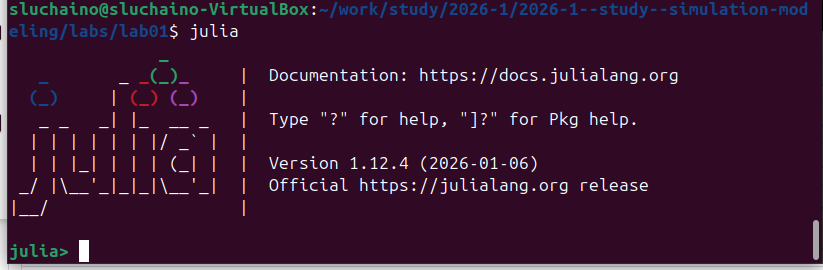 sluchaino@sluchaino-VirtualBox:~/work/study/2026-1/2026-1--study--simulation-mod
eling/labs/lab01$ julia
               _
   _       _ _(_)_     |  Documentation: https://docs.julialang.org
  (_)     | (_) (_)    |
   _ _   _| |_  __ _   |  Type "?" for help, "]?" for Pkg help.
  | | | | | | |/ _` |  |
  | | |_| | | | (_| |  |  Version 1.12.4 (2026-01-06)
 _/ |\__'_|_|_|\__'_|  |  Official https://julialang.org release
|__/                   |
julia>